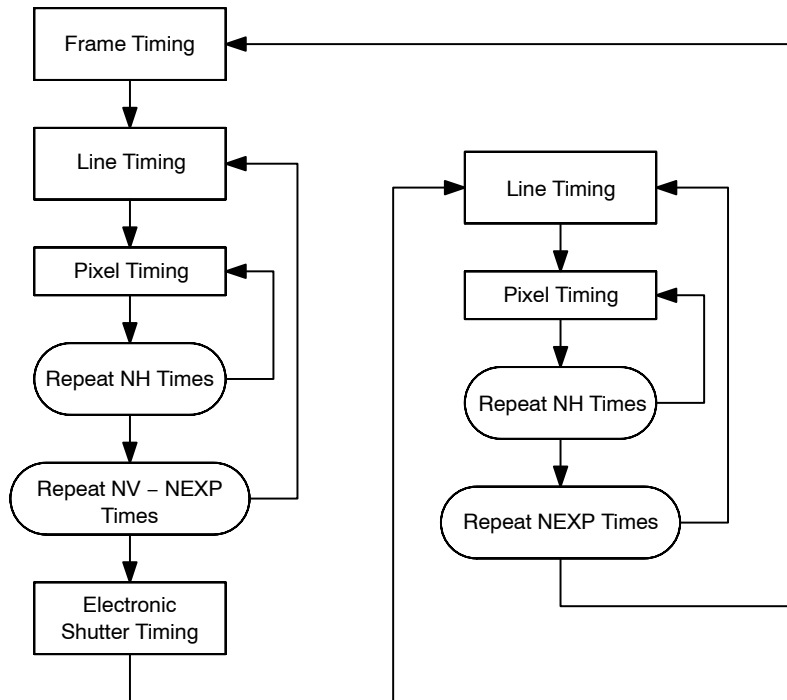 Frame Timing
Line Timing
Pixel Timing
Repeat NH Times
Repeat NV – NEXP
Times
Electronic
Shutter Timing
Line Timing
Pixel Timing
Repeat NH Times
Repeat NEXP Times